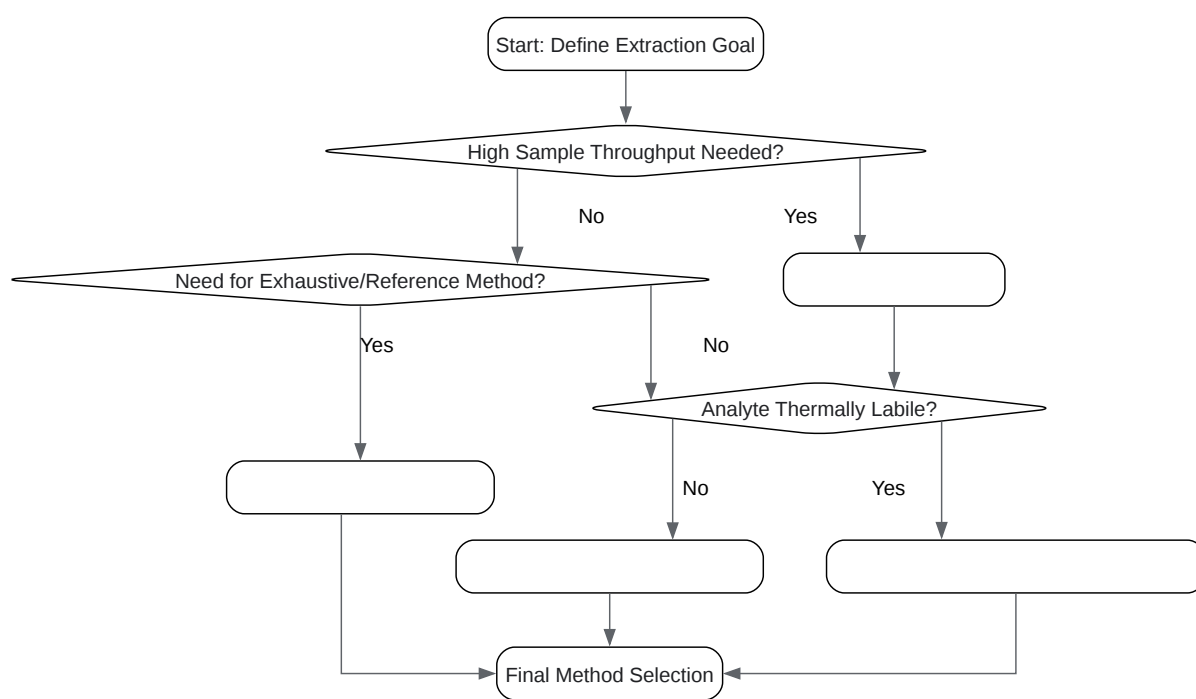 Start: Define Extraction Goal
High Sample Throughput Needed?
No
Yes
Need for Exhaustive/Reference Method?
Yes
No
Analyte Thermally Labile?
No
Yes
Final Method Selection